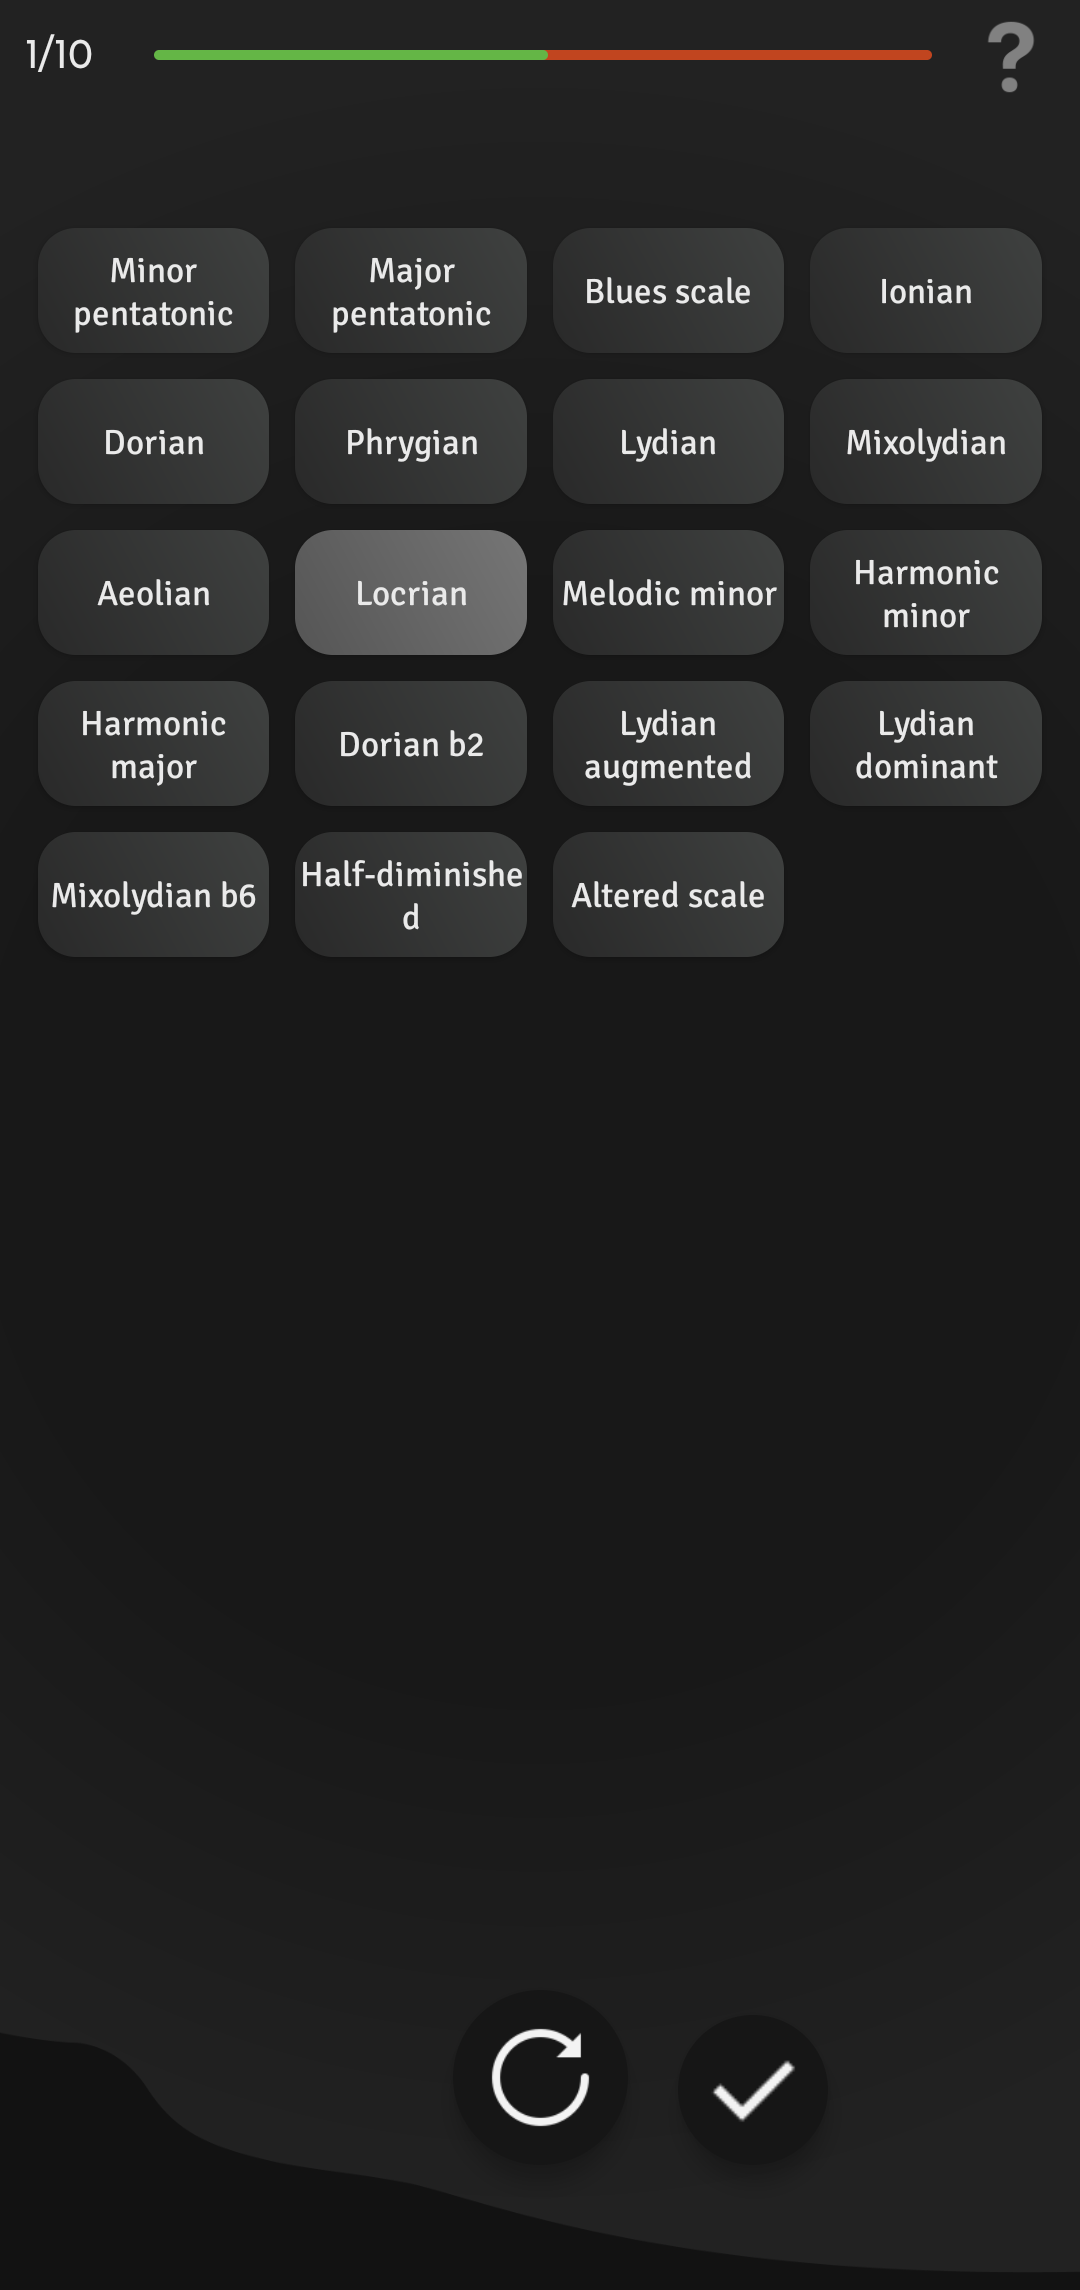 1/10
?
Minor
pentatonic
Major
pentatonic
Blues scale
Ionian
Dorian
Phrygian
Lydian
Mixolydian
Aeolian
Locrian
Melodic minor
Harmonic
minor
Harmonic
major
Dorian b2
Lydian
augmented
Lydian
dominant
Mixolydian b6
Half-diminishe
d
Altered scale